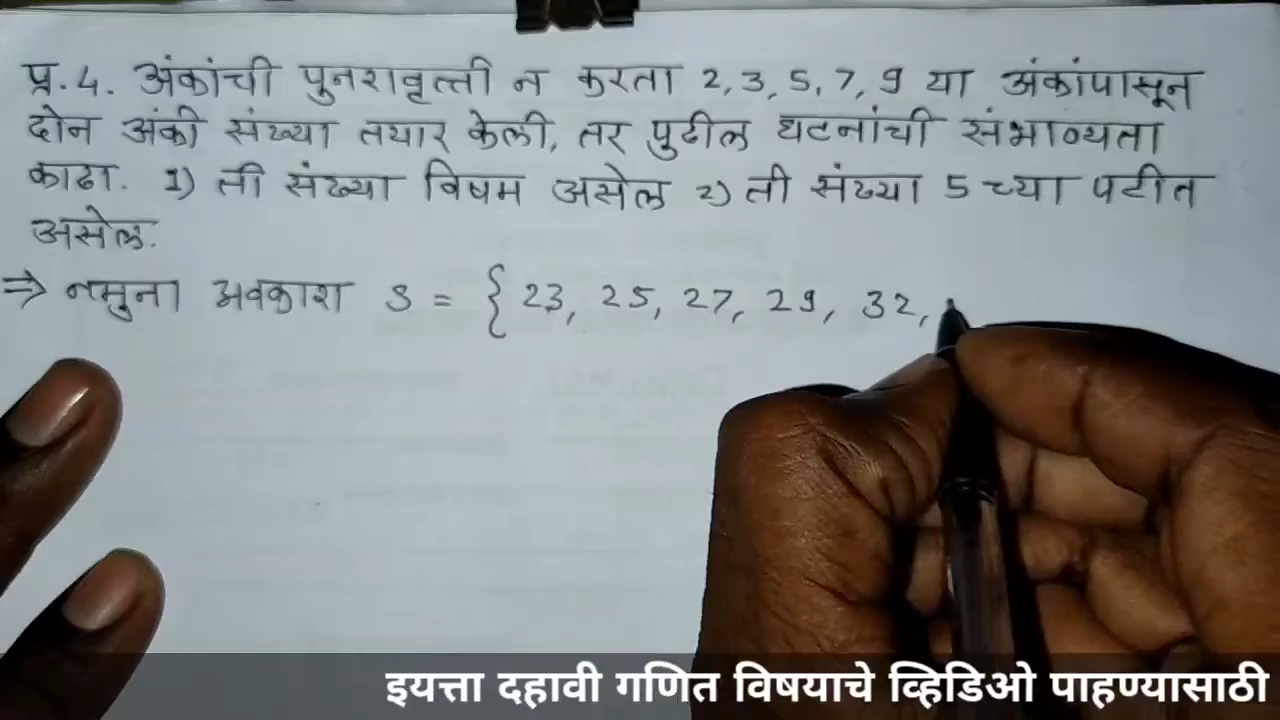 प्र.4. अंकांची पुनरावृत्ती न करता 2, 3, 5, 7, 9 या अंकांपासून
दोन अंकी संख्या तयार केली, तर पुढील घटनांची संभाव्यता
काढा. 1) ती संख्या विषम असेल 2) ती संख्या 5 च्या पटीत
असेल.
⇒ नमुना अवकाश S = { 23, 25, 27, 29, 32,
इयत्ता दहावी गणित विषयाचे व्हिडिओ पाहण्यासाठी